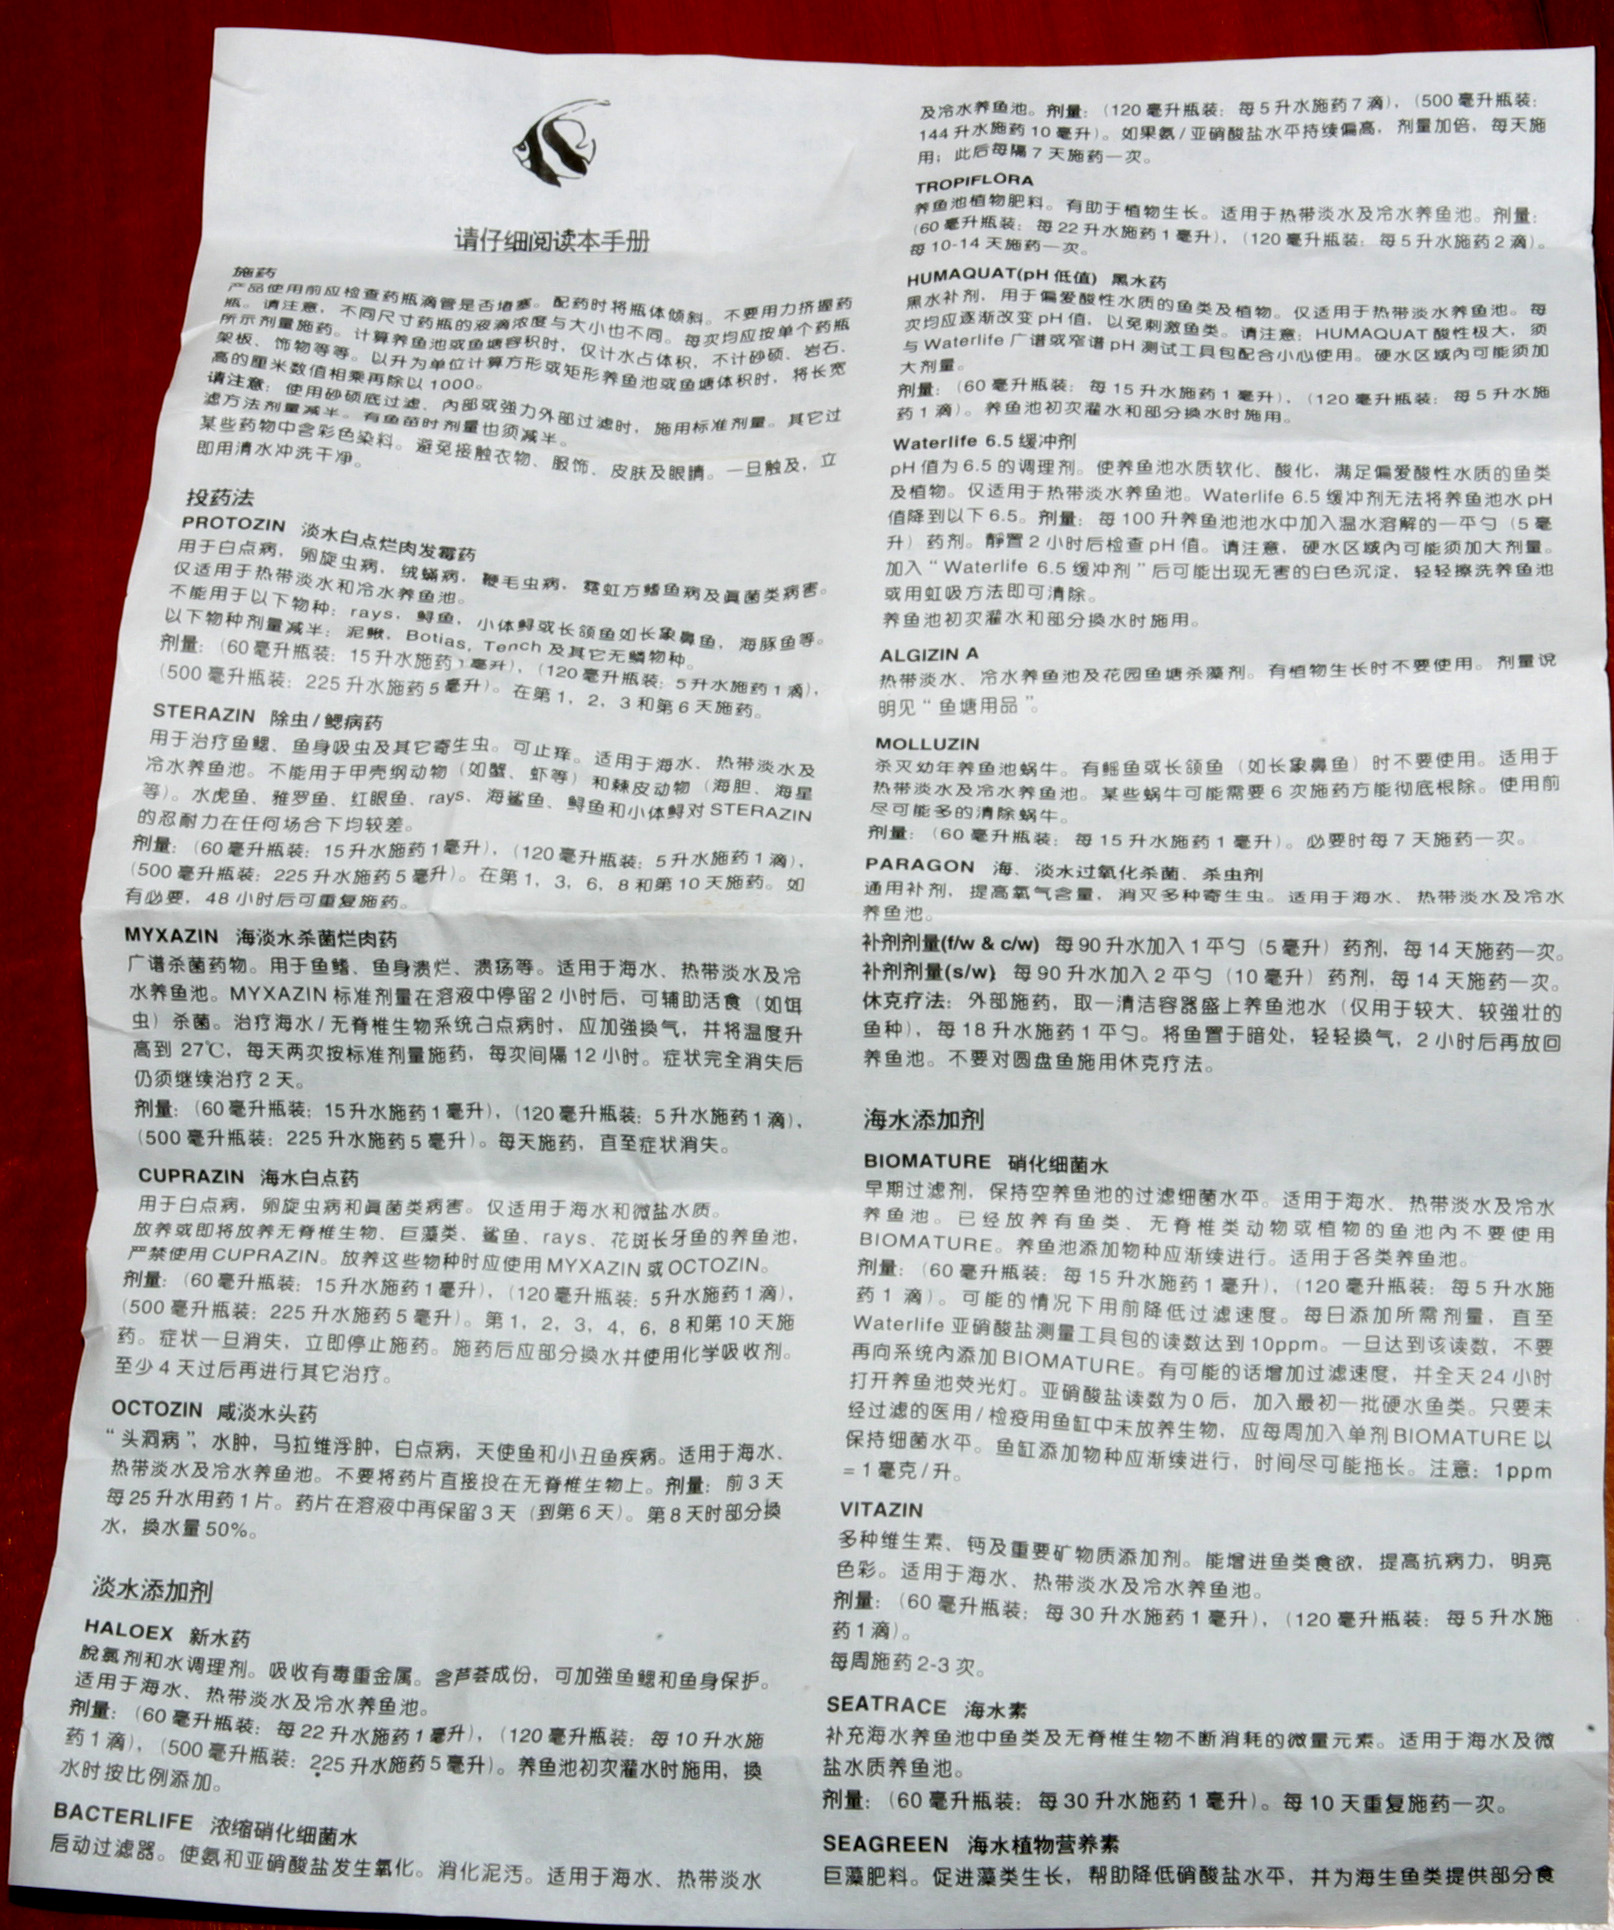 请仔细阅读本手册
施药
产品使用前应检查药瓶滴管是否堵塞。配药时将瓶体倾斜。不要用力挤握药
瓶。请注意，不同尺寸药瓶的液滴浓度与大小也不同。每次均应按单个药瓶
所示剂量施药。计算养鱼池或鱼塘容积时，仅计水占体积，不计砂硕、岩石、
架板、饰物等等。以升为单位计算方形或矩形养鱼池或鱼塘体积时，将长宽
高的厘米数值相乘再除以1000。
请注意：使用砂硕底过滤、内部或强力外部过滤时，施用标准剂量。其它过
滤方法剂量减半。有鱼苗时剂量也须减半。
某些药物中含彩色染料。避免接触衣物、服饰、皮肤及眼睛。一旦触及，立
即用清水冲洗干净。
投药法
PROTOZIN 淡水白点烂肉发霉药
用于白点病，卵旋虫病，绒螨病，鞭毛虫病，霓虹方鳍鱼病及真菌类病害。
仅适用于热带淡水和冷水养鱼池。
不能用于以下物种：rays，鲟鱼，小体鲟或长颌鱼如长象鼻鱼，海豚鱼等。
以下物种剂量减半：泥鳅，Botias, Tench及其它无鳞物种。
剂量：(60毫升瓶装：15升水施药1毫升)，(120毫升瓶装：5升水施药1滴)，
(500毫升瓶装：225升水施药5毫升)。在第1，2，3和第6天施药。
STERAZIN 除虫/鳃病药
用于治疗鱼鳃、鱼身吸虫及其它寄生虫。可止痒。适用于海水、热带淡水及
冷水养鱼池。不能用于甲壳纲动物（如蟹、虾等）和棘皮动物（海胆、海星
等）。水虎鱼、雅罗鱼、红眼鱼、rays、海鲨鱼、鲟鱼和小体鲟对STERAZIN
的忍耐力在任何场合下均较差。
剂量：(60毫升瓶装：15升水施药1毫升)，(120毫升瓶装：5升水施药1滴)，
(500毫升瓶装：225升水施药5毫升)。在第1，3，6，8和第10天施药。如
有必要，48小时后可重复施药。
MYXAZIN 海淡水杀菌烂肉药
广谱杀菌药物。用于鱼鳍、鱼身溃烂、溃疡等。适用于海水、热带淡水及冷
水养鱼池。MYXAZIN标准剂量在溶液中停留2小时后，可辅助活食（如饵
虫）杀菌。治疗海水/无脊椎生物系统白点病时，应加強换气，并将温度升
高到27℃，每天两次按标准剂量施药，每次间隔12小时。症状完全消失后
仍须继续治疗2天。
剂量：(60毫升瓶装：15升水施药1毫升)，(120毫升瓶装：5升水施药1滴)，
(500毫升瓶装：225升水施药5毫升)。每天施药，直至症状消失。
CUPRAZIN 海水白点药
用于白点病，卵旋虫病和真菌类病害。仅适用于海水和微盐水质。
放养或即将放养无脊椎生物、巨藻类、鲨鱼、rays、花斑长牙鱼的养鱼池，
严禁使用CUPRAZIN。放养这些物种时应使用MYXAZIN或OCTOZIN。
剂量：(60毫升瓶装：15升水施药1毫升)，(120毫升瓶装：5升水施药1滴)，
(500毫升瓶装：225升水施药5毫升)。第1，2，3，4，6，8和第10天施
药。症状一旦消失，立即停止施药。施药后应部分换水并使用化学吸收剂。
至少4天过后再进行其它治疗。
OCTOZIN 咸淡水头药
“头洞病”，水肿，马拉维浮肿，白点病，天使鱼和小丑鱼疾病。适用于海水、
热带淡水及冷水养鱼池。不要将药片直接投在无脊椎生物上。剂量：前3天
每25升水用药1片。药片在溶液中再保留3天（到第6天）。第8天时部分换
水，换水量50%。
淡水添加剂
HALOEX 新水药
脱氯剂和水调理剂。吸收有毒重金属。含芦荟成份，可加強鱼鳃和鱼身保护。
适用于海水、热带淡水及冷水养鱼池。
剂量：(60毫升瓶装：每22升水施药1毫升)，(120毫升瓶装：每10升水施
药1滴)，(500毫升瓶装：225升水施药5毫升)。养鱼池初次灌水时施用，换
水时按比例添加。
BACTERLIFE 浓缩硝化细菌水
启动过滤器。使氨和亚硝酸盐发生氧化。消化泥污。适用于海水、热带淡水
及冷水养鱼池。剂量：(120毫升瓶装：每5升水施药7滴)，(500毫升瓶装：
144升水施药10毫升)。如果氨/亚硝酸盐水平持续偏高，剂量加倍，每天施
用；此后每隔7天施药一次。
TROPIFLORA
养鱼池植物肥料。有助于植物生长。适用于热带淡水及冷水养鱼池。剂量：
(60毫升瓶装：每22升水施药1毫升)，(120毫升瓶装：每5升水施药2滴)。
每10-14天施药一次。
HUMAQUAT(pH低值) 黑水药
黑水补剂，用于偏爱酸性水质的鱼类及植物。仅适用于热带淡水养鱼池。每
次均应逐渐改变pH值，以免刺激鱼类。请注意：HUMAQUAT酸性极大，须
与Waterlife广谱或窄谱pH测试工具包配合小心使用。硬水区域内可能须加
大剂量。
剂量：(60毫升瓶装：每15升水施药1毫升)，(120毫升瓶装：每5升水施
药1滴)。养鱼池初次灌水和部分换水时施用。
Waterlife 6.5缓冲剂
pH值为6.5的调理剂。使养鱼池水质软化、酸化，满足偏爱酸性水质的鱼类
及植物。仅适用于热带淡水养鱼池。Waterlife 6.5缓冲剂无法将养鱼池水pH
值降到以下6.5。剂量：每100升养鱼池池水中加入温水溶解的一平勺（5毫
升）药剂。静置2小时后检查pH值。请注意，硬水区域内可能须加大剂量。
加入“Waterlife 6.5缓冲剂”后可能出现无害的白色沉淀，轻轻擦洗养鱼池
或用虹吸方法即可清除。
养鱼池初次灌水和部分换水时施用。
ALGIZIN A
热带淡水、冷水养鱼池及花园鱼塘杀藻剂。有植物生长时不要使用。剂量说
明见“鱼塘用品”。
MOLLUZIN
杀灭幼年养鱼池蜗牛。有鳐鱼或长颌鱼（如长象鼻鱼）时不要使用。适用于
热带淡水及冷水养鱼池。某些蜗牛可能需要6次施药方能彻底根除。使用前
尽可能多的清除蜗牛。
剂量：(60毫升瓶装：每15升水施药1毫升)。必要时每7天施药一次。
PARAGON 海、淡水过氧化杀菌、杀虫剂
通用补剂，提高氧气含量，消灭多种寄生虫。适用于海水、热带淡水及冷水
养鱼池。
补剂剂量(f/w & c/w) 每90升水加入1平勺（5毫升）药剂，每14天施药一次。
补剂剂量(s/w) 每90升水加入2平勺（10毫升）药剂，每14天施药一次。
休克疗法：外部施药，取一清洁容器盛上养鱼池水（仅用于较大、较強壮的
鱼种），每18升水施药1平勺。将鱼置于暗处，轻轻换气，2小时后再放回
养鱼池。不要对圆盘鱼施用休克疗法。
海水添加剂
BIOMATURE 硝化细菌水
早期过滤剂，保持空养鱼池的过滤细菌水平。适用于海水、热带淡水及冷水
养鱼池。已经放养有鱼类、无脊椎类动物或植物的鱼池内不要使用
BIOMATURE。养鱼池添加物种应渐续进行。适用于各类养鱼池。
剂量：(60毫升瓶装：每15升水施药1毫升)，(120毫升瓶装：每5升水施
药1滴)。可能的情况下用前降低过滤速度。每日添加所需剂量，直至
Waterlife亚硝酸盐测量工具包的读数达到10ppm。一旦达到该读数，不要
再向系统内添加BIOMATURE。有可能的话增加过滤速度，并全天24小时
打开养鱼池荧光灯。亚硝酸盐读数为0后，加入最初一批硬水鱼类。只要未
经过滤的医用/检疫用鱼缸中未放养生物，应每周加入单剂BIOMATURE以
保持细菌水平。鱼缸添加物种应渐续进行，时间尽可能拖长。注意：1ppm
=1毫克/升。
VITAZIN
多种维生素、钙及重要矿物质添加剂。能增进鱼类食欲，提高抗病力，明亮
色彩。适用于海水、热带淡水及冷水养鱼池。
剂量：(60毫升瓶装：每30升水施药1毫升)，(120毫升瓶装：每5升水施
药1滴)。
每周施药2-3次。
SEATRACE 海水素
补充海水养鱼池中鱼类及无脊椎生物不断消耗的微量元素。适用于海水及微
盐水质养鱼池。
剂量：(60毫升瓶装：每30升水施药1毫升)。每10天重复施药一次。
SEAGREEN 海水植物营养素
巨藻肥料。促进藻类生长，帮助降低硝酸盐水平，并为海生鱼类提供部分食